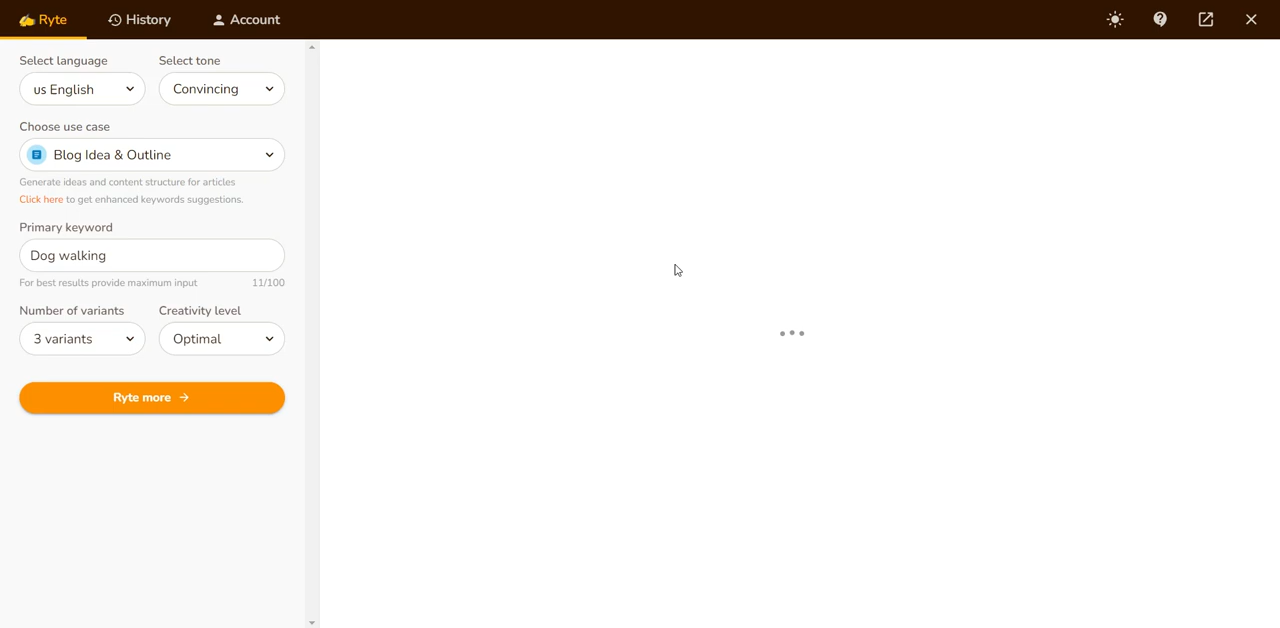 Ryte
History
Account
Select language
Select tone
us English
Convincing
Choose use case
Blog Idea & Outline
Generate ideas and content structure for articles
Click here to get enhanced keywords suggestions.
Primary keyword
Dog walking
For best results provide maximum input
11/100
Number of variants
Creativity level
3 variants
Optimal
Ryte more →